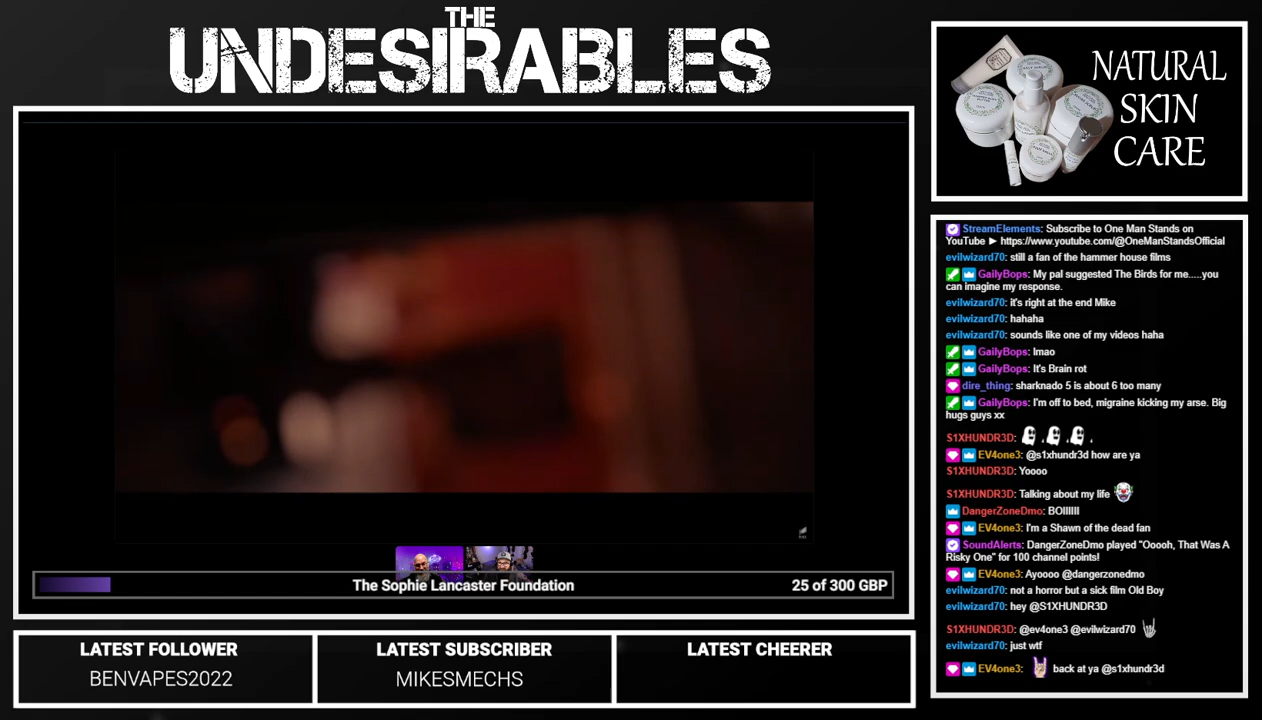 THE
UNDESIRABLES
NATURAL
SKIN
CARE
StreamElements: Subscribe to One Man Stands on
YouTube ► https://www.youtube.com/@OneManStandsOfficial
evilwizard70: still a fan of the hammer house films
GailyBops: My pal suggested The Birds for me.....you
can imagine my response.
evilwizard70: it's right at the end Mike
evilwizard70: hahaha
evilwizard70: sounds like one of my videos haha
GailyBops: lmao
GailyBops: It's Brain rot
dire_thing: sharknado 5 is about 6 too many
GailyBops: I'm off to bed, migraine kicking my arse. Big
hugs guys xx
S1XHUNDR3D: . . .
EV4one3: @s1xhundr3d how are ya
S1XHUNDR3D: Yoooo
S1XHUNDR3D: Talking about my life
DangerZoneDmo: BOIIIIII
EV4one3: I'm a Shawn of the dead fan
SoundAlerts: DangerZoneDmo played "Ooooh, That Was A
Risky One" for 100 channel points!
EV4one3: Ayoooo @dangerzonedmo
evilwizard70: not a horror but a sick film Old Boy
evilwizard70: hey @S1XHUNDR3D
S1XHUNDR3D: @ev4one3 @evilwizard70
evilwizard70: just wtf
EV4one3: back at ya @s1xhundr3d
The Sophie Lancaster Foundation 25 of 300 GBP
LATEST FOLLOWER
BENVAPES2022
LATEST SUBSCRIBER
MIKESMECHS
LATEST CHEERER